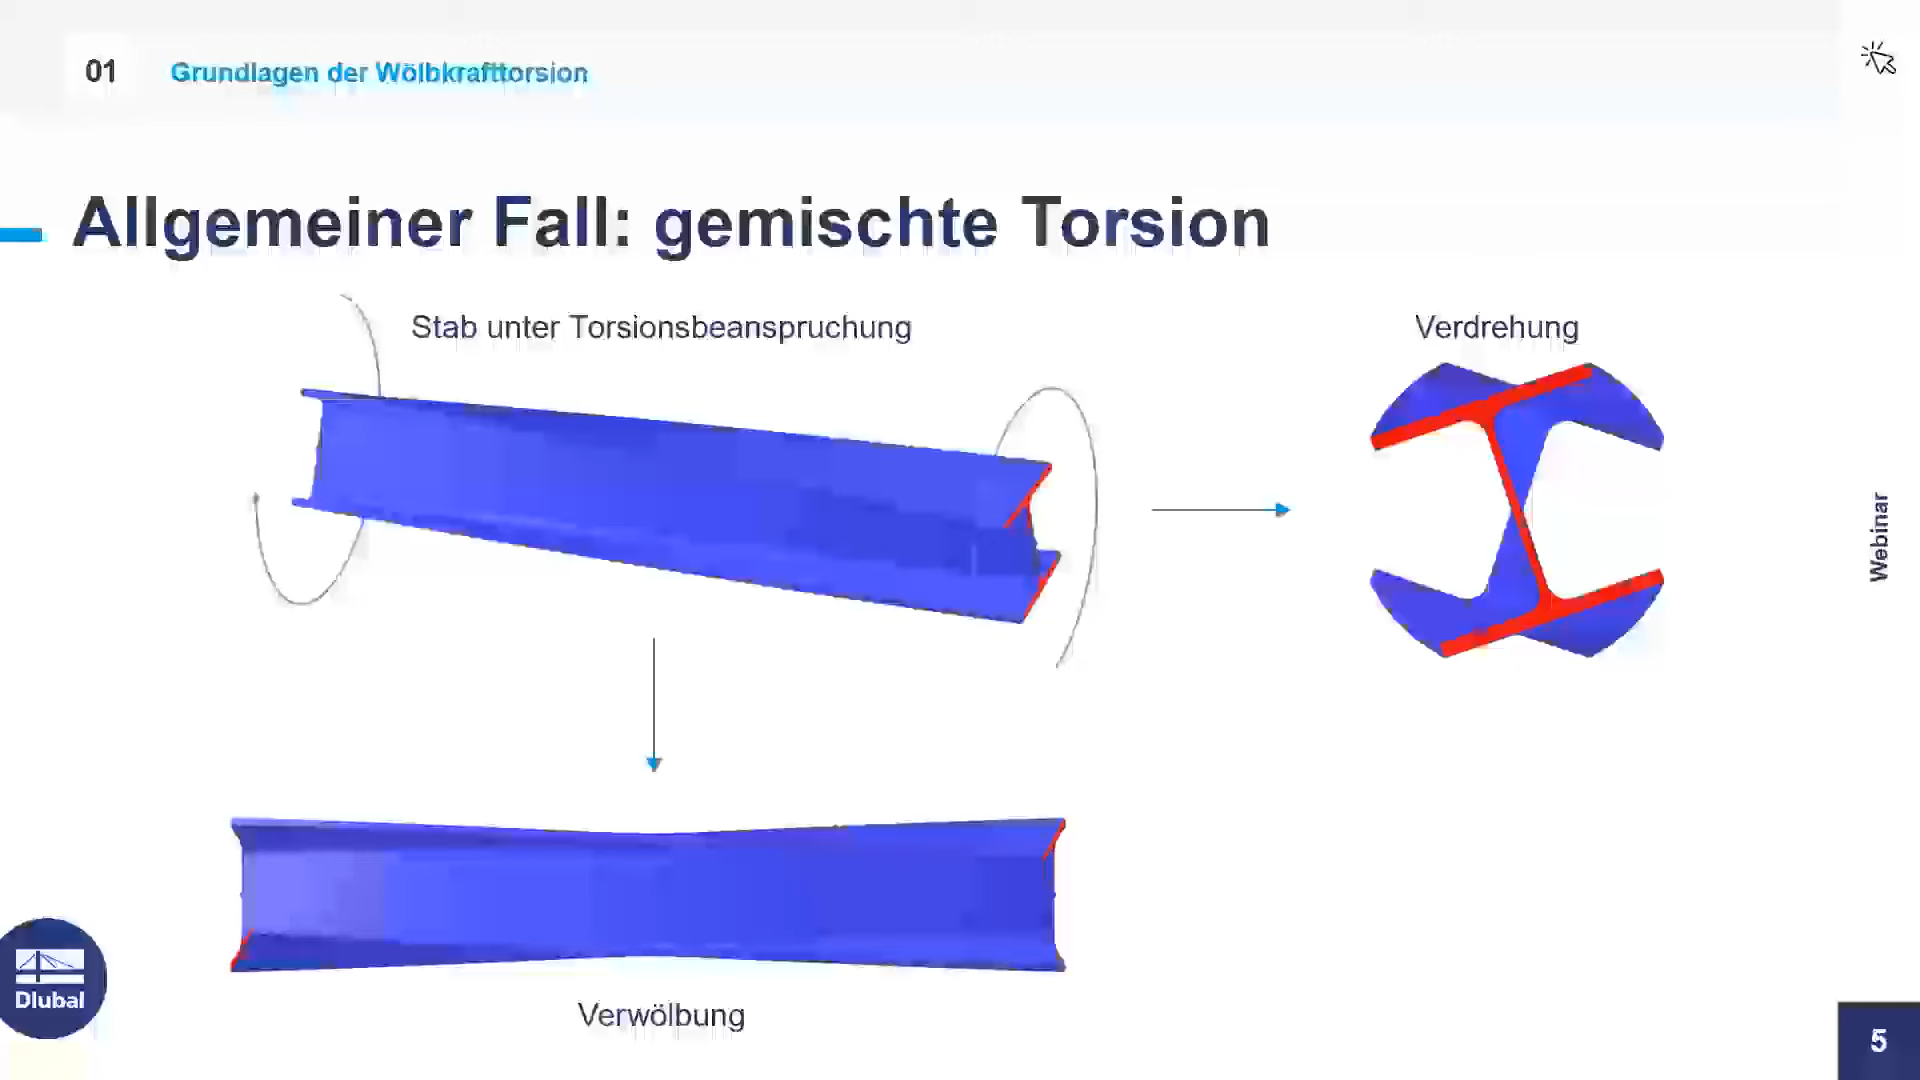 01
Grundlagen der Wölbkrafttorsion
Allgemeiner Fall: gemischte Torsion
Stab unter Torsionsbeanspruchung
Verdrehung
Webinar
Verwölbung
Dlubal
5